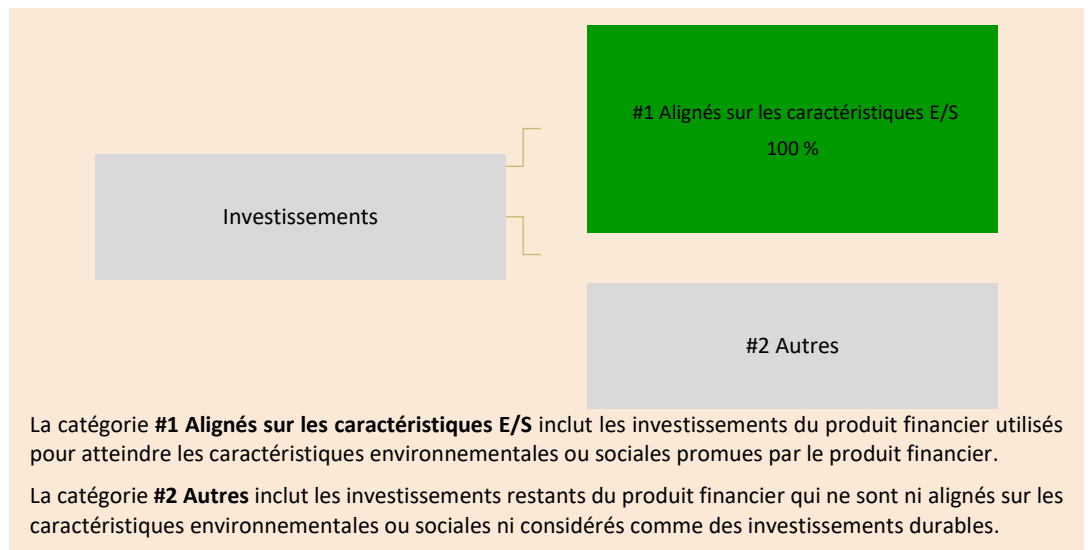 #1 Alignés sur les caractéristiques E/S
100 %
Investissements
#2 Autres
La catégorie #1 Alignés sur les caractéristiques E/S inclut les investissements du produit financier utilisés
pour atteindre les caractéristiques environnementales ou sociales promues par le produit financier.
La catégorie #2 Autres inclut les investissements restants du produit financier qui ne sont ni alignés sur les
caractéristiques environnementales ou sociales ni considérés comme des investissements durables.